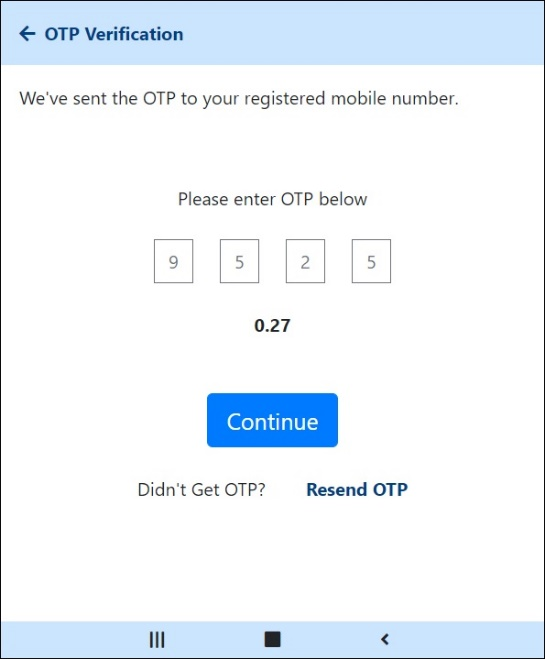 OTP Verification
We've sent the OTP to your registered mobile number.
Please enter OTP below
9 5 2 5
0.27
Continue
Didn't Get OTP? Resend OTP